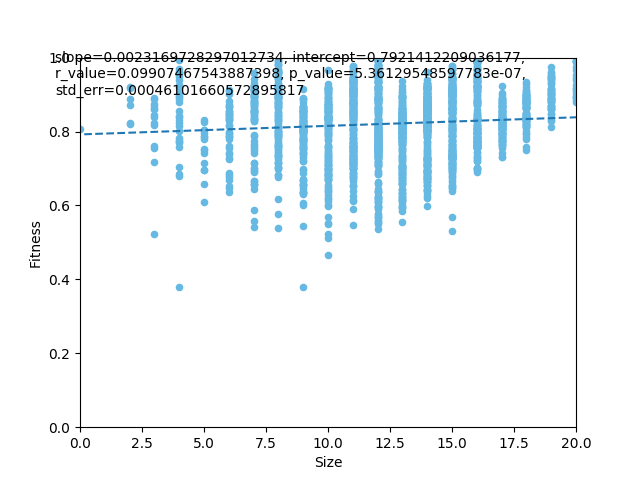 slope=0.0023169728297012734, intercept=0.7921412209036177,
r_value=0.09907467543887398, p_value=5.36129548597783e-07,
std_err=0.00046101660572895817
1.0
0.8
0.6
0.4
0.2
0.0
Fitness
0.0 2.5 5.0 7.5 10.0 12.5 15.0 17.5 20.0
Size